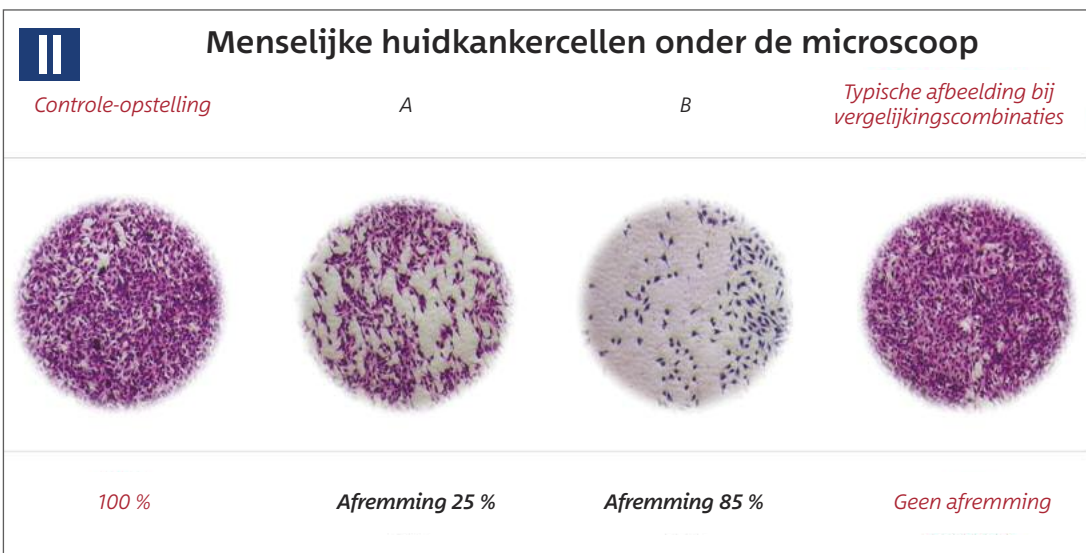 II
Menselijke huidkankercellen onder de microscoop
Controle-opstelling
A
B
Typische afbeelding bij
vergelijkingscombinaties
100 %
Afremming 25 %
Afremming 85 %
Geen afremming